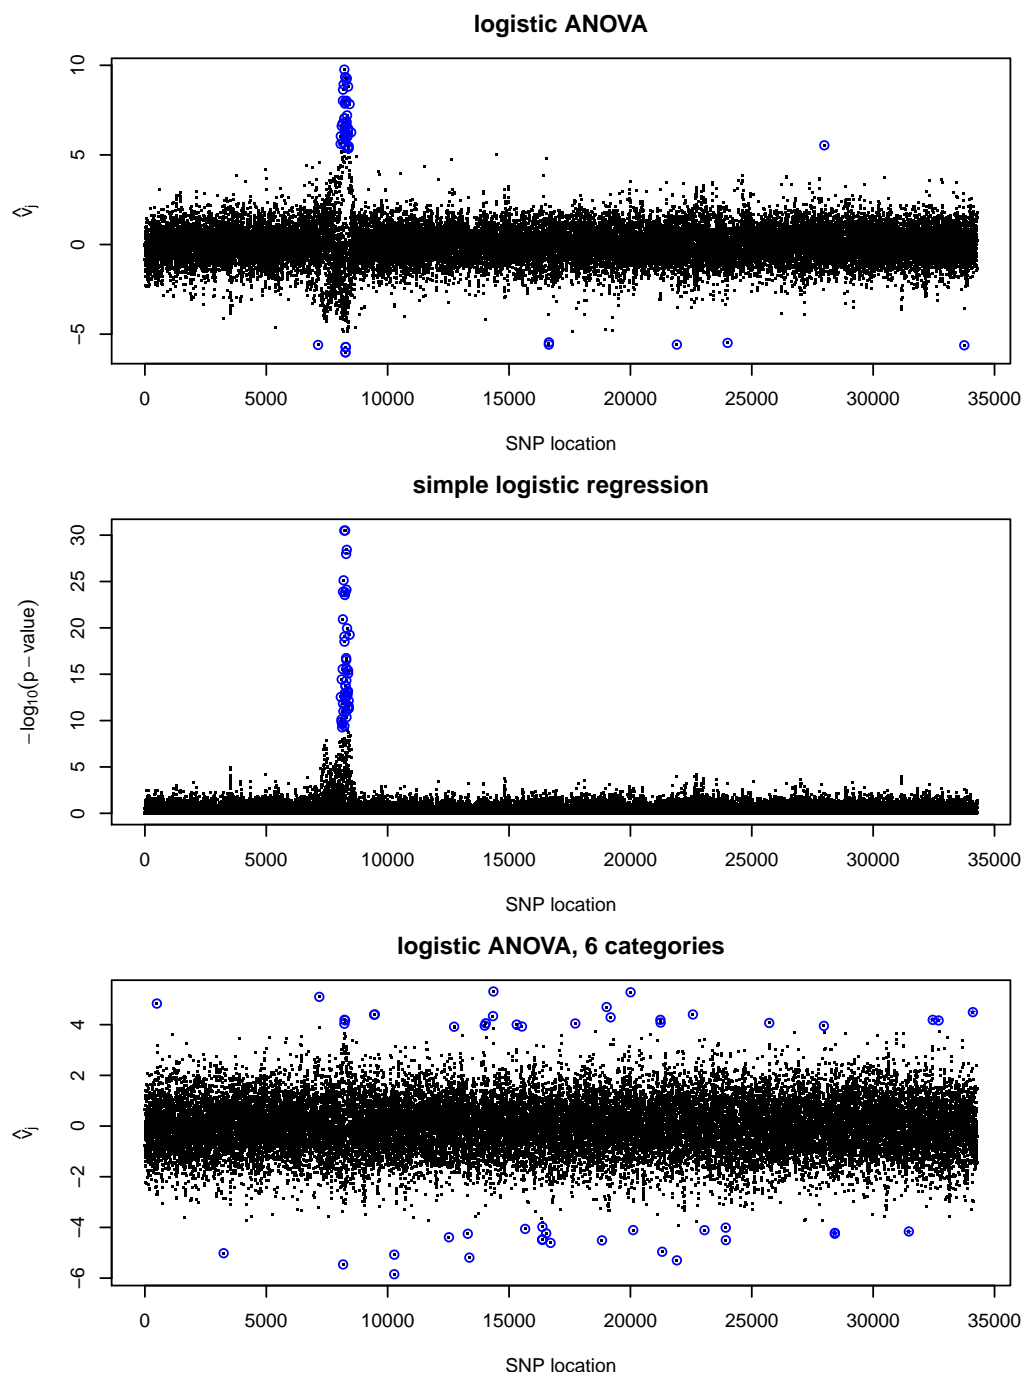 logistic ANOVA
10
5
0
−5
v̂j
0 5000 10000 15000 20000 25000 30000 35000
SNP location
simple logistic regression
30
25
20
15
10
5
0
−log10(p − value)
0 5000 10000 15000 20000 25000 30000 35000
SNP location
logistic ANOVA, 6 categories
4
2
0
−2
−4
−6
v̂j
0 5000 10000 15000 20000 25000 30000 35000
SNP location